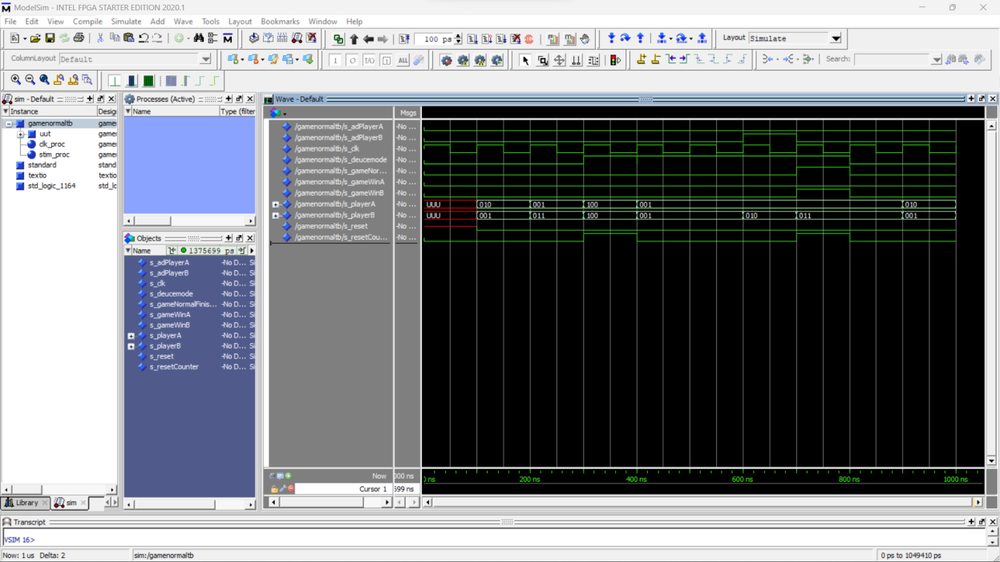 ModelSim - INTEL FPGA STARTER EDITION 2020.1
File Edit View Compile Simulate Add Wave Tools Layout Bookmarks Window Help
100 ps
Layout Simulate
ColumnLayout Default
ALL
Search:
sim - Default
Instance Desig
gamenormaltb game
uut game
clk_proc game
stim_proc game
standard stand
textio textio
std_logic_1164 std_lo
Library
sim
Processes (Active)
Name Type (filter
Objects
Name 1375699 ps
s_adPlayerA -No D... Si
s_adPlayerB -No D... Si
s_clk -No D... Si
s_deucemode -No D... Si
s_gameNormalFinis... -No D... Si
s_gameWinA -No D... Si
s_gameWinB -No D... Si
s_playerA -No D... Si
s_playerB -No D... Si
s_reset -No D... Si
s_resetCounter -No D... Si
Wave - Default
Msgs
/gamenormaltb/s_adPlayerA -No ...
/gamenormaltb/s_adPlayerB -No ...
/gamenormaltb/s_clk -No ...
/gamenormaltb/s_deucemode -No ...
/gamenormaltb/s_gameNor... -No ...
/gamenormaltb/s_gameWinA -No ...
/gamenormaltb/s_gameWinB -No ...
/gamenormaltb/s_playerA -No ... UUU 010 001 100 001 010
/gamenormaltb/s_playerB -No ... UUU 001 011 100 001 010 011 001
/gamenormaltb/s_reset -No ...
/gamenormaltb/s_resetCou... -No ...
Now 000 ns
Cursor 1 699 ns
ns 200 ns 400 ns 600 ns 800 ns 1000 ns
Transcript
VSIM 16>
Now: 1 us Delta: 2
sim:/gamenormaltb
0 ps to 1049410 ps